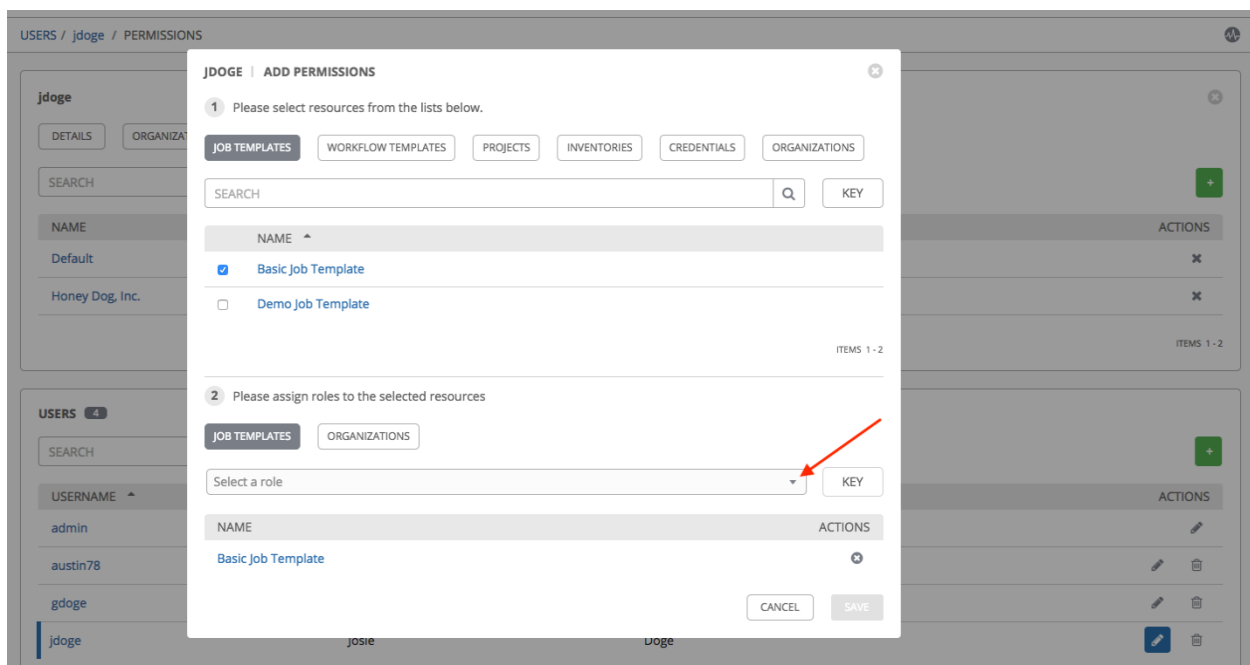 USERS / jdoge / PERMISSIONS
jdoge
DETAILS ORGANIZAT
SEARCH
+
NAME ACTIONS
Default
Honey Dog, Inc.
ITEMS 1 - 2
JDOGE | ADD PERMISSIONS
1 Please select resources from the lists below.
JOB TEMPLATES WORKFLOW TEMPLATES PROJECTS INVENTORIES CREDENTIALS ORGANIZATIONS
SEARCH KEY
NAME
Basic Job Template
Demo Job Template
ITEMS 1 - 2
2 Please assign roles to the selected resources
JOB TEMPLATES ORGANIZATIONS
Select a role KEY
NAME ACTIONS
Basic Job Template
CANCEL SAVE
USERS 4
SEARCH
+
USERNAME ACTIONS
admin
austin78
gdoge
jdoge Josie Doge